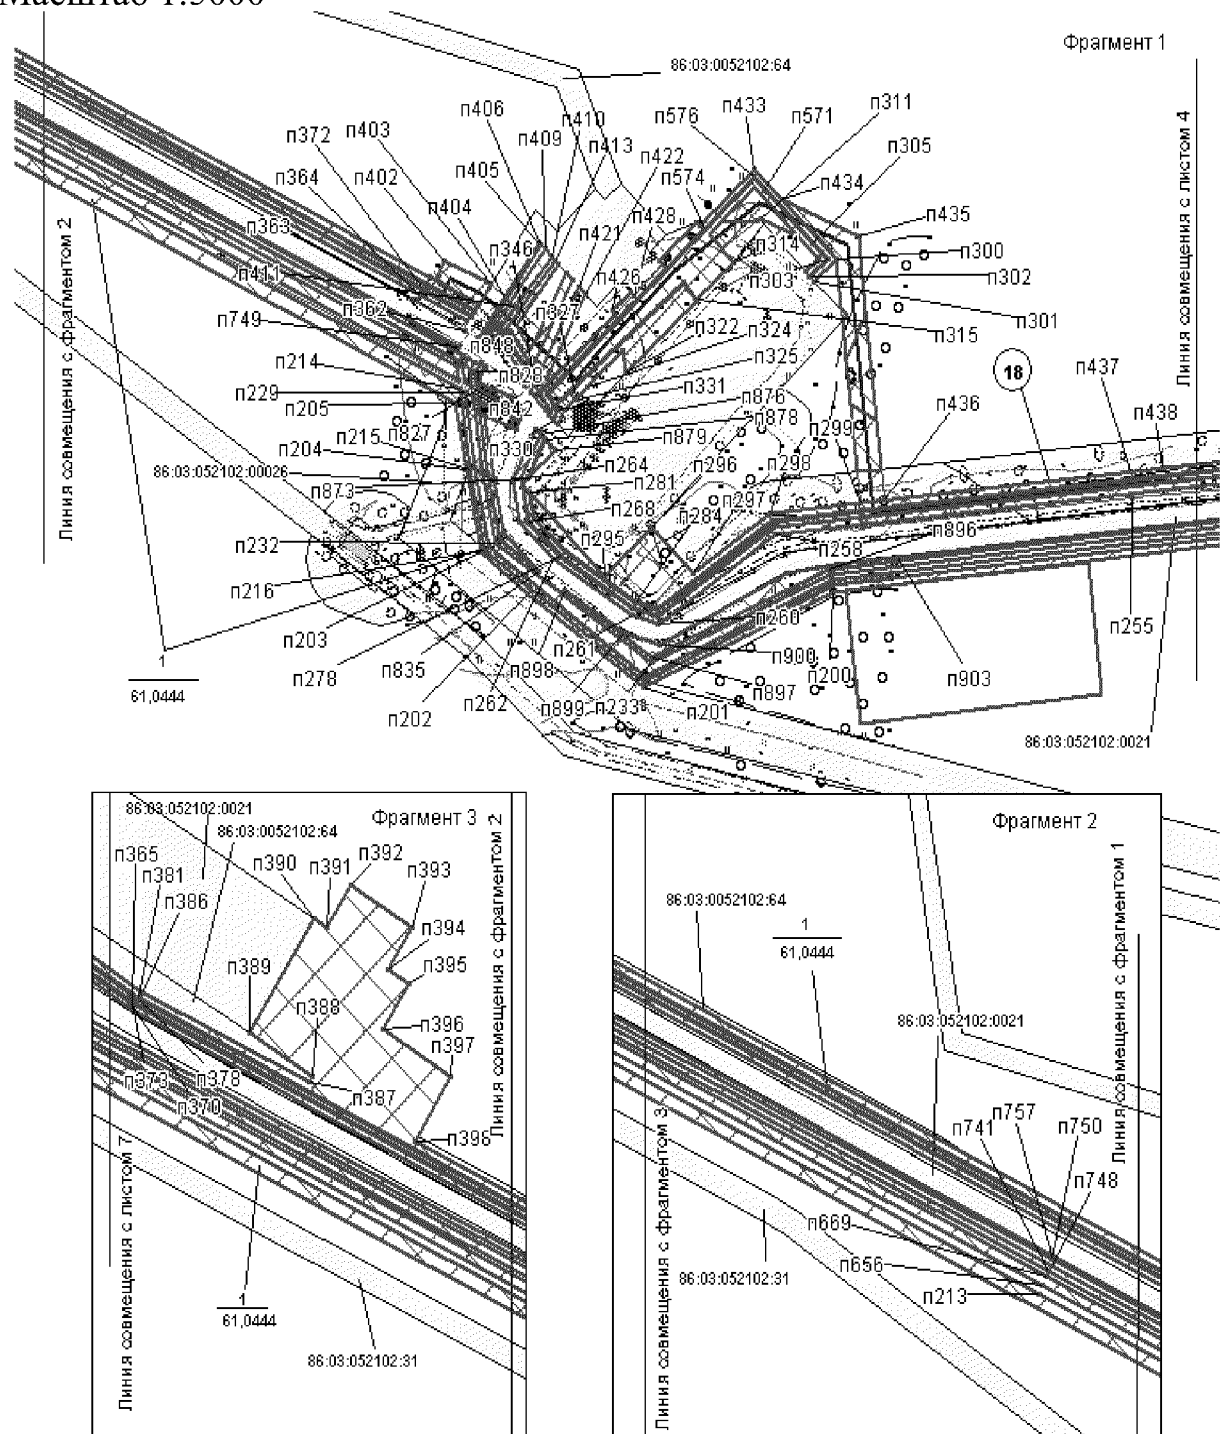 Масштаб 1:5000
Фрагмент 1
86:03:0052102:64
п406
п433
п311
п410
п576
п571
п372
п403
п409
п413
п422
п305
п364
п402
п405
п574
п434
п404
п428
п435
п363
п346
п421
п314
п300
п411
п426
п303
п302
п362
п327
п749
п322
п324
п315
п301
п848
п214
п325
18
п437
п828
п229
п331
п205
п842
п876
п436
п438
п878
п299
п215
п827
п879
п204
п330
86:03:052102:00026
п264
п296
п298
п873
п281
п297
п268
п284
п232
п295
п258
п896
п216
п260
п255
п203
п261
п900
п278
п835
п898
п200
п903
п262
п899
п233
п897
п201
п202
1
61,0444
86:03:052102:0021
Линия совмещения с фрагментом 2
Линия совмещения с листом 4
Фрагмент 3
86:03:052102:0021
86:03:0052102:64
п365
п381
п386
п390
п391
п392
п393
п394
п395
п389
п388
п396
п397
п373
п378
п370
п387
п398
1
61,0444
86:03:052102:31
Линия совмещения с листом 7
Линия совмещения с фрагментом 2
Фрагмент 2
86:03:0052102:64
1
61,0444
86:03:052102:0021
п741
п757
п750
п748
п669
п656
п213
86:03:052102:31
Линия совмещения с фрагментом 3
Линия совмещения с фрагментом 1